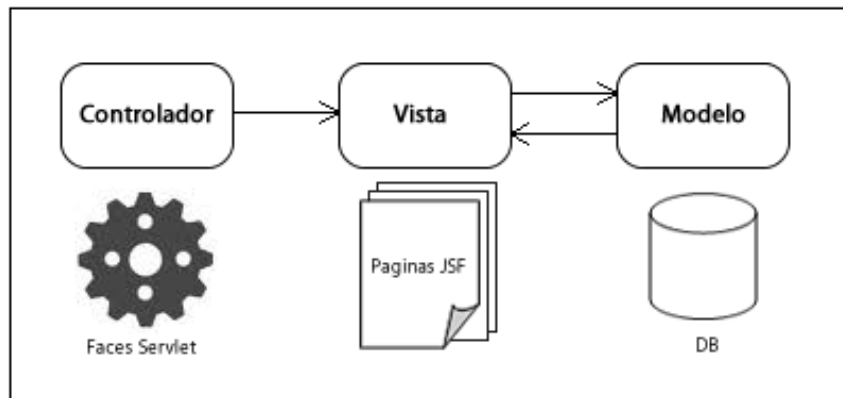 Controlador
Vista
Modelo
Paginas JSF
Faces Servlet
DB